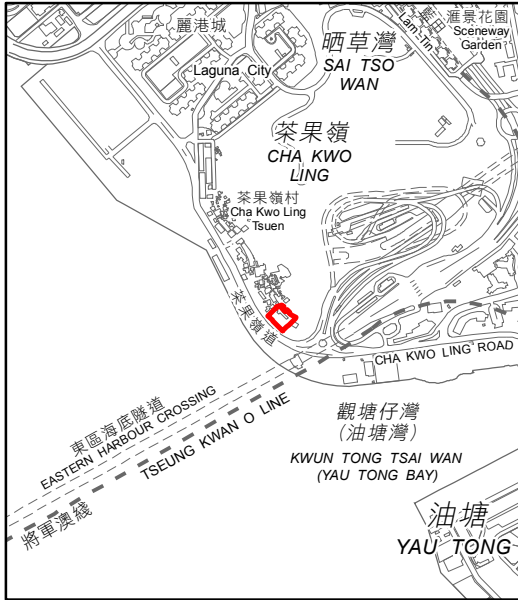 麗港城
Laguna City
晒草灣
SAI TSO
WAN
匯景花園
Sceneway
Garden
Lam Tin
茶果嶺
CHA KWO
LING
茶果嶺村
Cha Kwo Ling
Tsuen
茶果嶺道
CHA KWO LING ROAD
東區海底隧道
EASTERN HARBOUR CROSSING
TSEUNG KWAN O LINE
將軍澳綫
觀塘仔灣
(油塘灣)
KWUN TONG TSAI WAN
(YAU TONG BAY)
油塘
YAU TONG